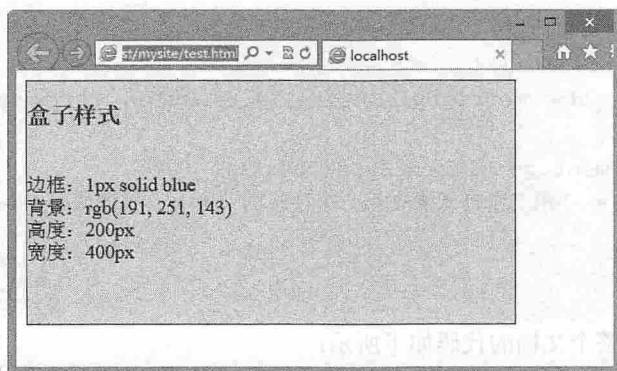 st/mysite/test.html
localhost
盒子样式
边框：1px solid blue
背景：rgb(191, 251, 143)
高度：200px
宽度：400px